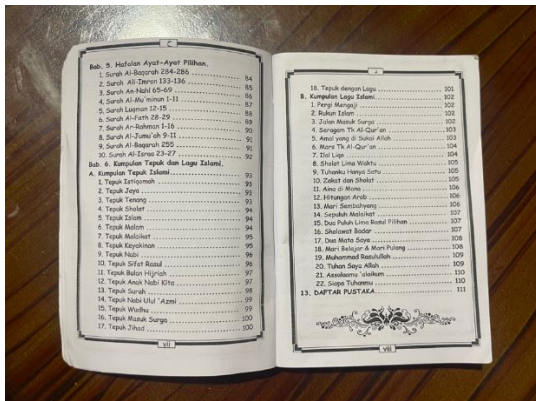 Bab. 5. Hafalan Ayat-Ayat Pilihan.
1. Surah Al-Baqarah 284-286 84
2. Surah Ali-Imran 133-136 85
3. Surah An-Nahl 65-69 86
4. Surah Al-Mu'minun 1-11 87
5. Surah Luqman 12-15 88
6. Surah Al-Fath 28-29 89
7. Surah Ar-Rahman 1-16 90
8. Surah Al-Jumu'ah 9-11 91
9. Surah Al-Baqarah 255 91
10. Surah Al-Israa 23-27 92
Bab. 6. Kumpulan Tepuk dan Lagu Islami.
A. Kumpulan Tepuk Islami 93
1. Tepuk Istiqomah 93
2. Tepuk Jaya 93
3. Tepuk Tenang 93
4. Tepuk Sholat 94
5. Tepuk Islam 94
6. Tepuk Malam 94
7. Tepuk Malaikat 95
8. Tepuk Keyakinan 95
9. Tepuk Nabi 96
10. Tepuk Sifat Rasul 96
11. Tepuk Bulan Hijriah 97
12. Tepuk Anak Nabi Kita 97
13. Tepuk Surah 98
14. Tepuk Nabi Ulul 'Azmi 99
15. Tepuk Wudhu 99
16. Tepuk Masuk Surga 100
17. Tepuk Jihad 100
vii
18. Tepuk dengan Lagu 101
B. Kumpulan Lagu Islami 102
1. Pergi Mengaji 102
2. Rukun Islam 102
3. Jalan Masuk Surga 102
4. Seragam Tk Al-Qur'an 103
5. Amal yang di Sukai Allah 103
6. Mars Tk Al-Qur'an 104
7. Ilal Liqo 104
8. Sholat Lima Waktu 105
9. Tuhanku Hanya Satu 105
10. Zakat dan Sholat 105
11. Aina di Mana 106
12. Hitungan Arab 106
13. Mari Sembahyang 106
14. Sepuluh Malaikat 107
15. Dua Puluh Lima Rasul Pilihan 107
16. Sholawat Badar 107
17. Dua Mata Saya 108
18. Mari Belajar & Mari Pulang 108
19. Muhammad Rasulullah 109
20. Tuhan Saya Allah 109
21. Assalaamu 'alaikum 110
22. Siapa Tuhanmu 110
13. DAFTAR PUSTAKA 111
viii